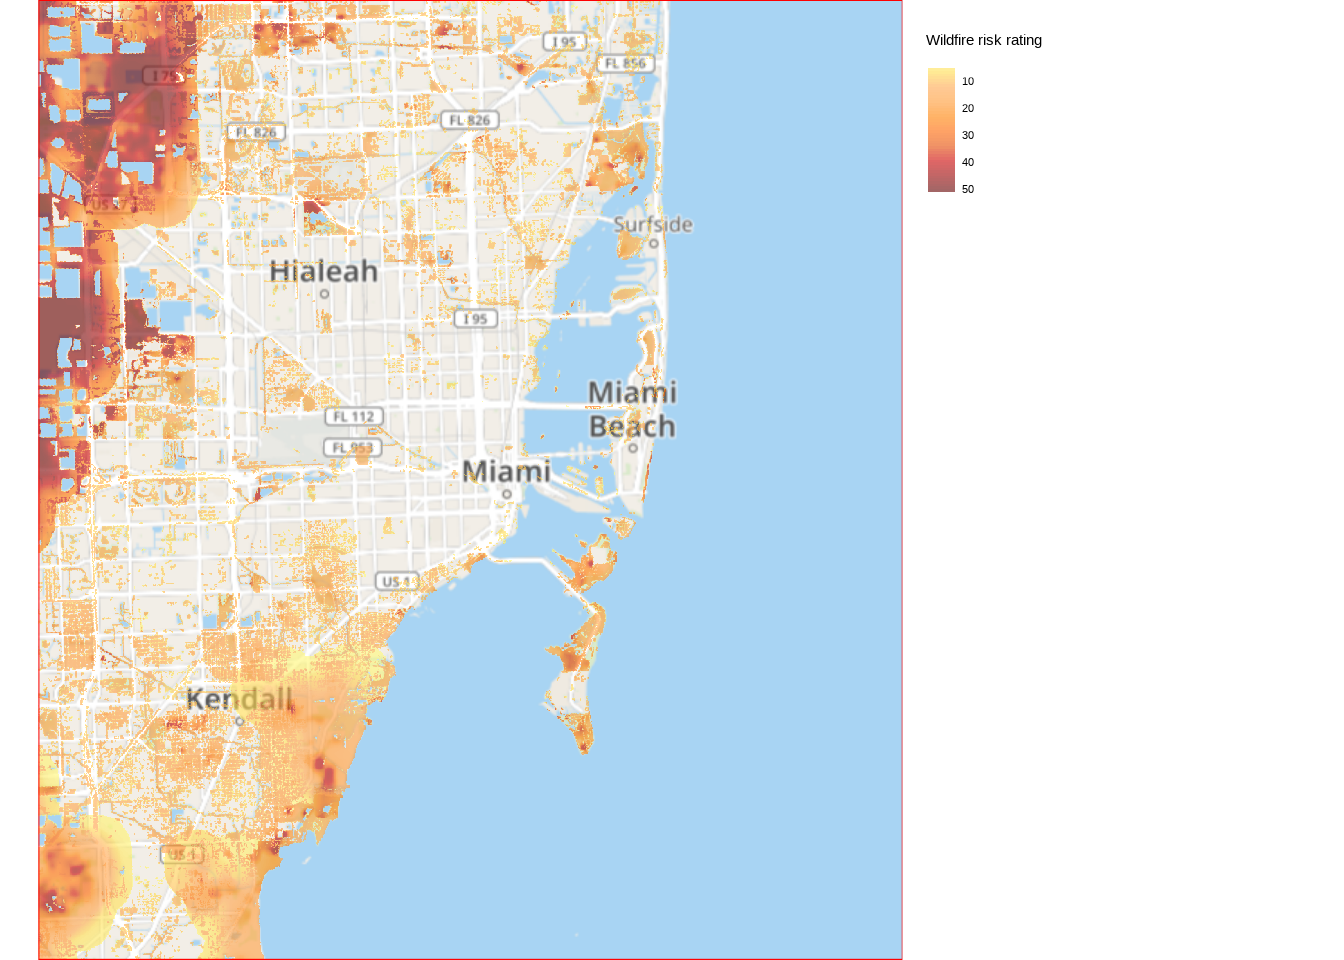 Wildfire risk rating
10
20
30
40
50
I 95
FL 856
I 75
FL 826
FL 826
US 27
Surfside
Hialeah
I 95
Miami
Beach
FL 112
FL 953
Miami
US 1
Kendall
US 1